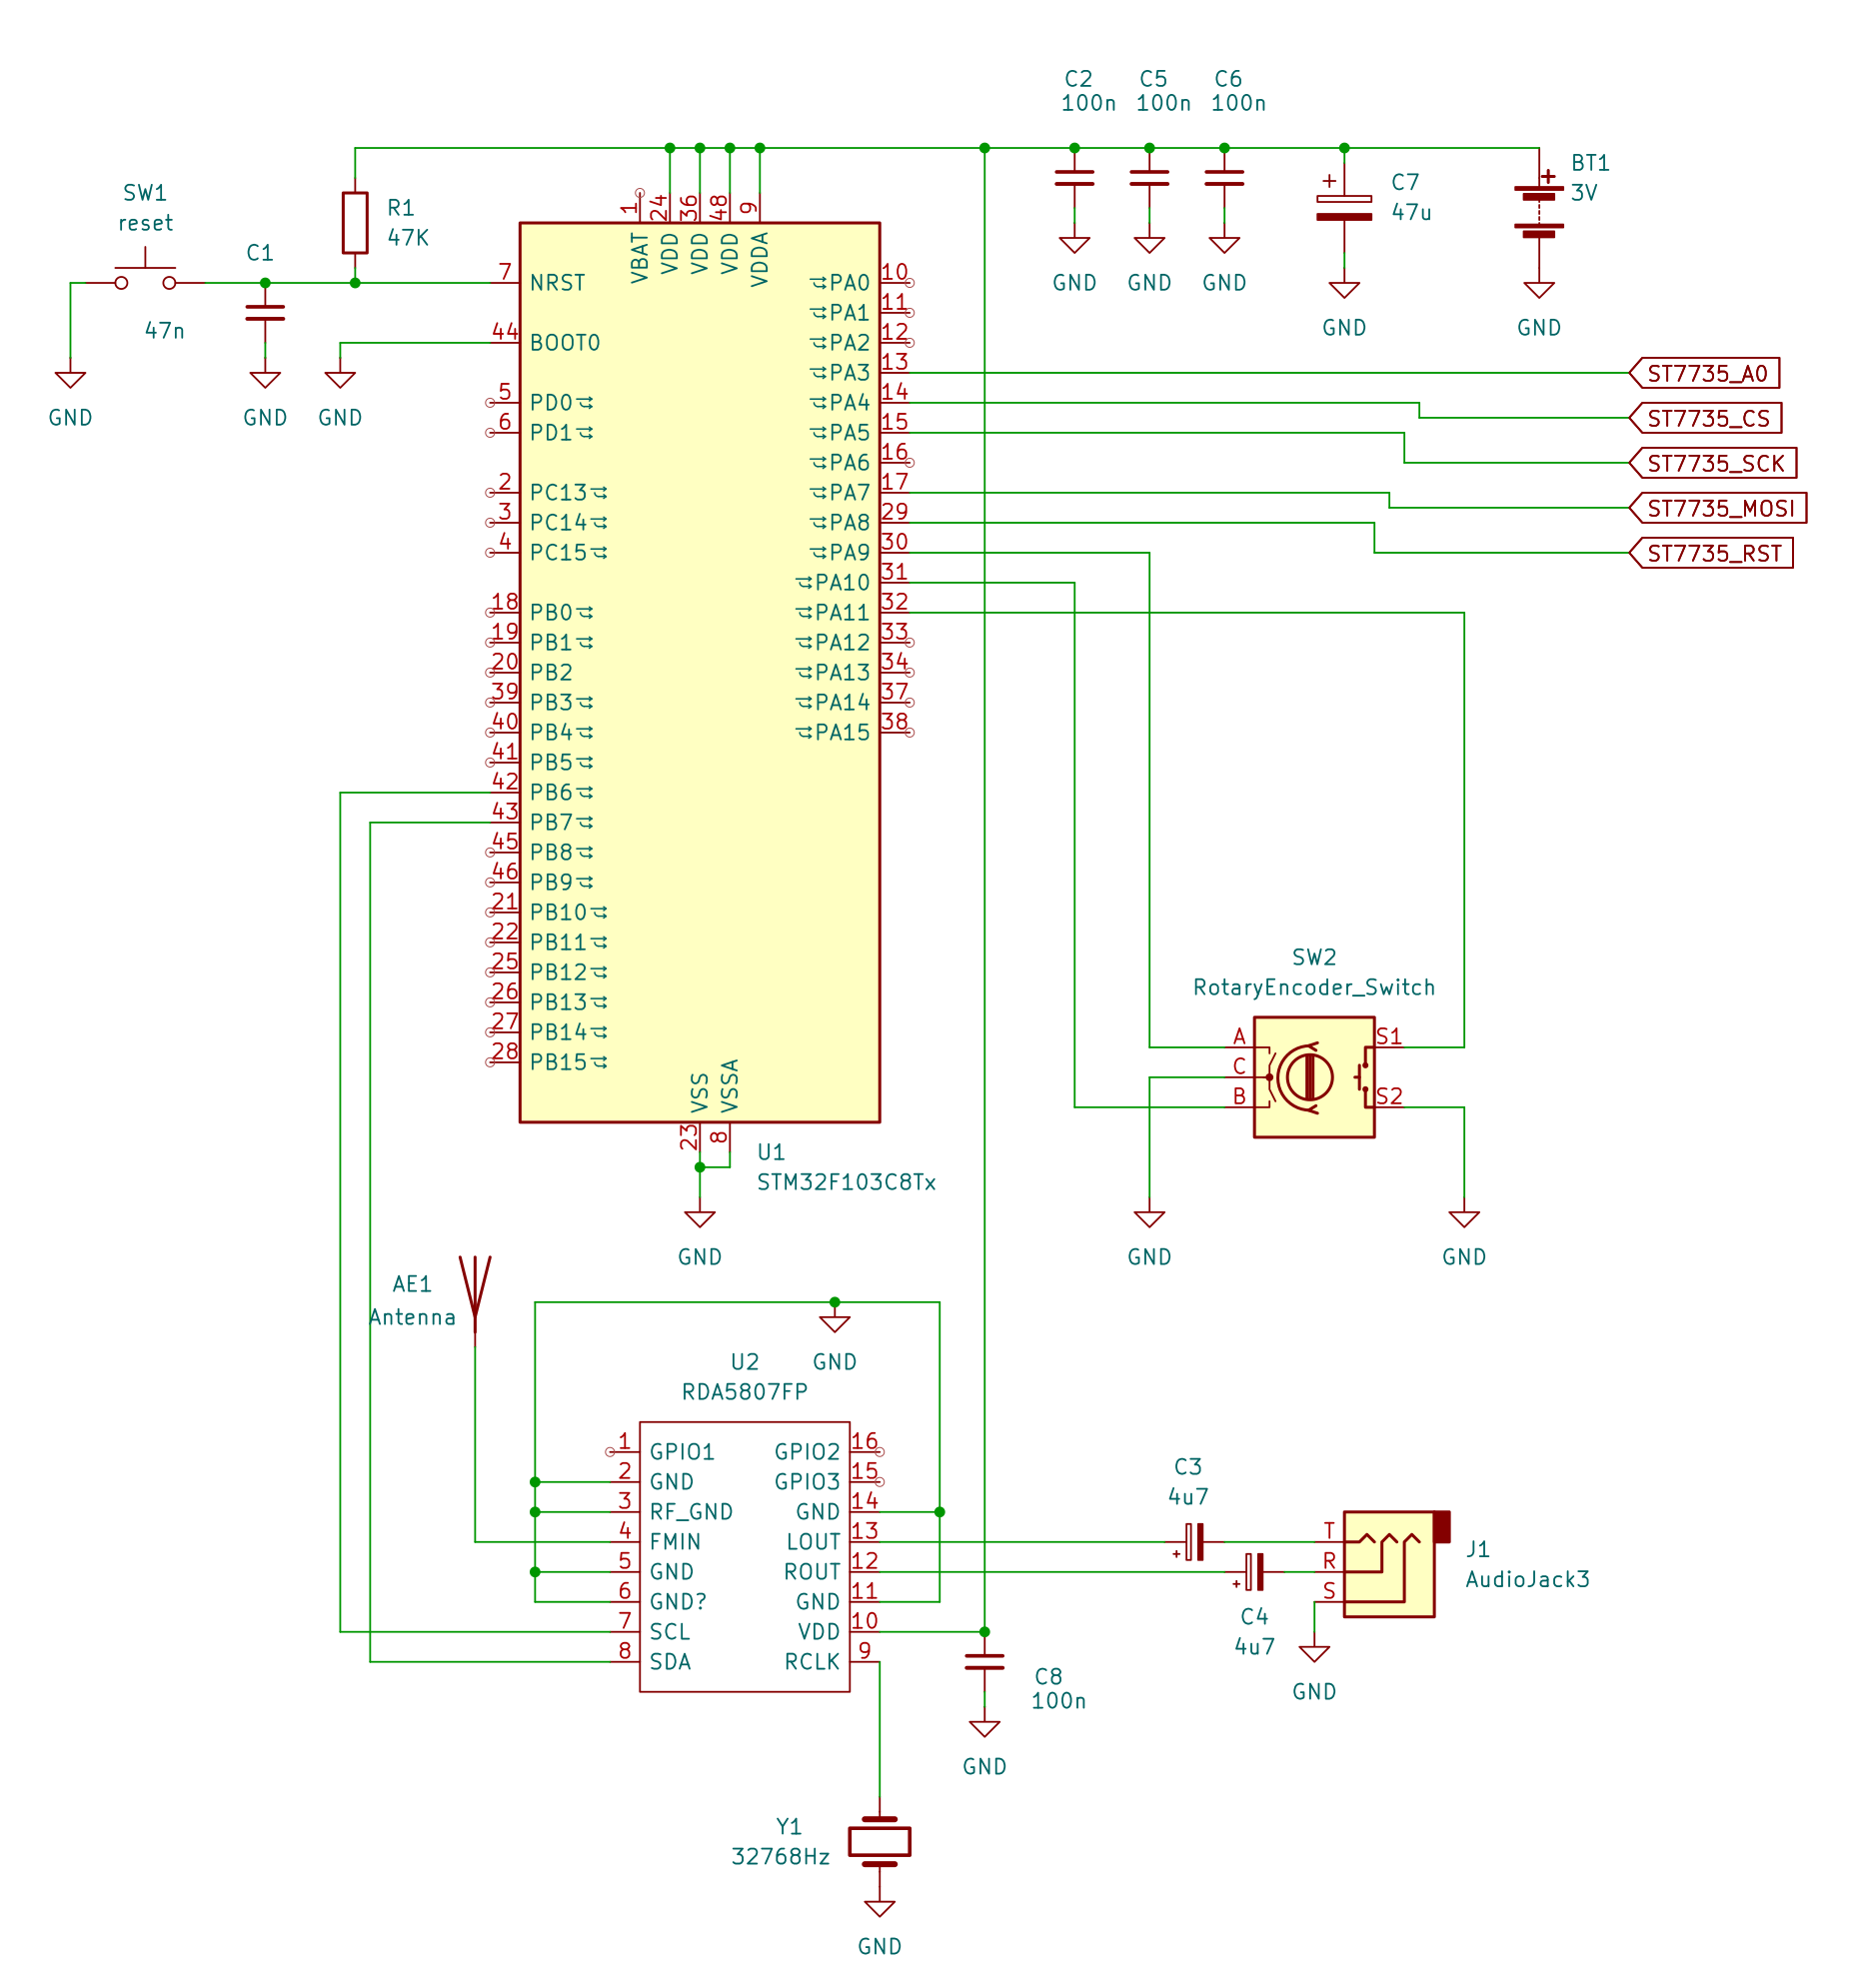 C2
100n
C5
100n
C6
100n
SW1
reset
R1
47K
C1
47n
C7
47u
BT1
3V
+
+
GND
GND
GND
GND
GND
GND
GND
GND
1
24
36
48
9
VBAT
VDD
VDD
VDD
VDDA
7 NRST
44 BOOT0
5 PD0
6 PD1
2 PC13
3 PC14
4 PC15
18 PB0
19 PB1
20 PB2
39 PB3
40 PB4
41 PB5
42 PB6
43 PB7
45 PB8
46 PB9
21 PB10
22 PB11
25 PB12
26 PB13
27 PB14
28 PB15
PA0 10
PA1 11
PA2 12
PA3 13
PA4 14
PA5 15
PA6 16
PA7 17
PA8 29
PA9 30
PA10 31
PA11 32
PA12 33
PA13 34
PA14 37
PA15 38
VSS
VSSA
23
8
U1
STM32F103C8Tx
GND
ST7735_A0
ST7735_CS
ST7735_SCK
ST7735_MOSI
ST7735_RST
SW2
RotaryEncoder_Switch
A
C
B
S1
S2
GND
GND
AE1
Antenna
GND
U2
RDA5807FP
1 GPIO1
2 GND
3 RF_GND
4 FMIN
5 GND
6 GND?
7 SCL
8 SDA
GPIO2 16
GPIO3 15
GND 14
LOUT 13
ROUT 12
GND 11
VDD 10
RCLK 9
C3
4u7
+
C4
4u7
+
T
R
S
J1
AudioJack3
GND
C8
100n
GND
Y1
32768Hz
GND